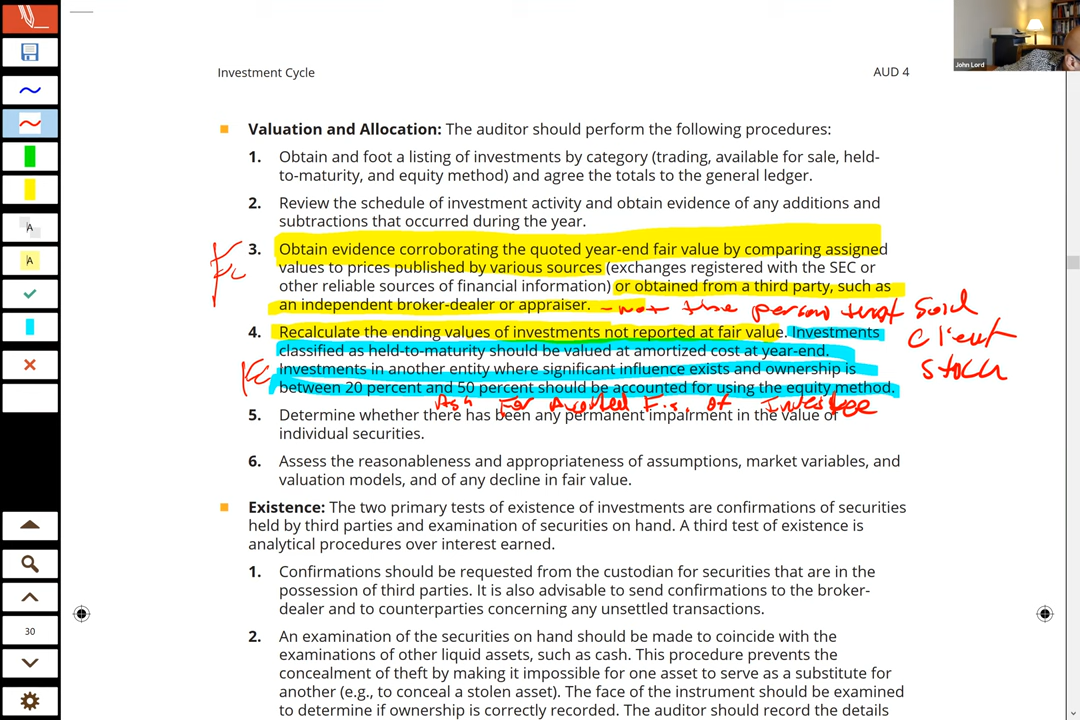 John Lord
Investment Cycle AUD 4
Valuation and Allocation: The auditor should perform the following procedures:
1. Obtain and foot a listing of investments by category (trading, available for sale, held-
to-maturity, and equity method) and agree the totals to the general ledger.
2. Review the schedule of investment activity and obtain evidence of any additions and
subtractions that occurred during the year.
3. Obtain evidence corroborating the quoted year-end fair value by comparing assigned
values to prices published by various sources (exchanges registered with the SEC or
other reliable sources of financial information) or obtained from a third party, such as
an independent broker-dealer or appraiser. - not the person that sold
client
stock
4. Recalculate the ending values of investments not reported at fair value. Investments
classified as held-to-maturity should be valued at amortized cost at year-end.
Investments in another entity where significant influence exists and ownership is
between 20 percent and 50 percent should be accounted for using the equity method.
Ask For Audited F.S. of Investee
5. Determine whether there has been any permanent impairment in the value of
individual securities.
6. Assess the reasonableness and appropriateness of assumptions, market variables, and
valuation models, and of any decline in fair value.
Existence: The two primary tests of existence of investments are confirmations of securities
held by third parties and examination of securities on hand. A third test of existence is
analytical procedures over interest earned.
1. Confirmations should be requested from the custodian for securities that are in the
possession of third parties. It is also advisable to send confirmations to the broker-
dealer and to counterparties concerning any unsettled transactions.
2. An examination of the securities on hand should be made to coincide with the
examinations of other liquid assets, such as cash. This procedure prevents the
concealment of theft by making it impossible for one asset to serve as a substitute for
another (e.g., to conceal a stolen asset). The face of the instrument should be examined
to determine if ownership is correctly recorded. The auditor should record the details
A
A
30